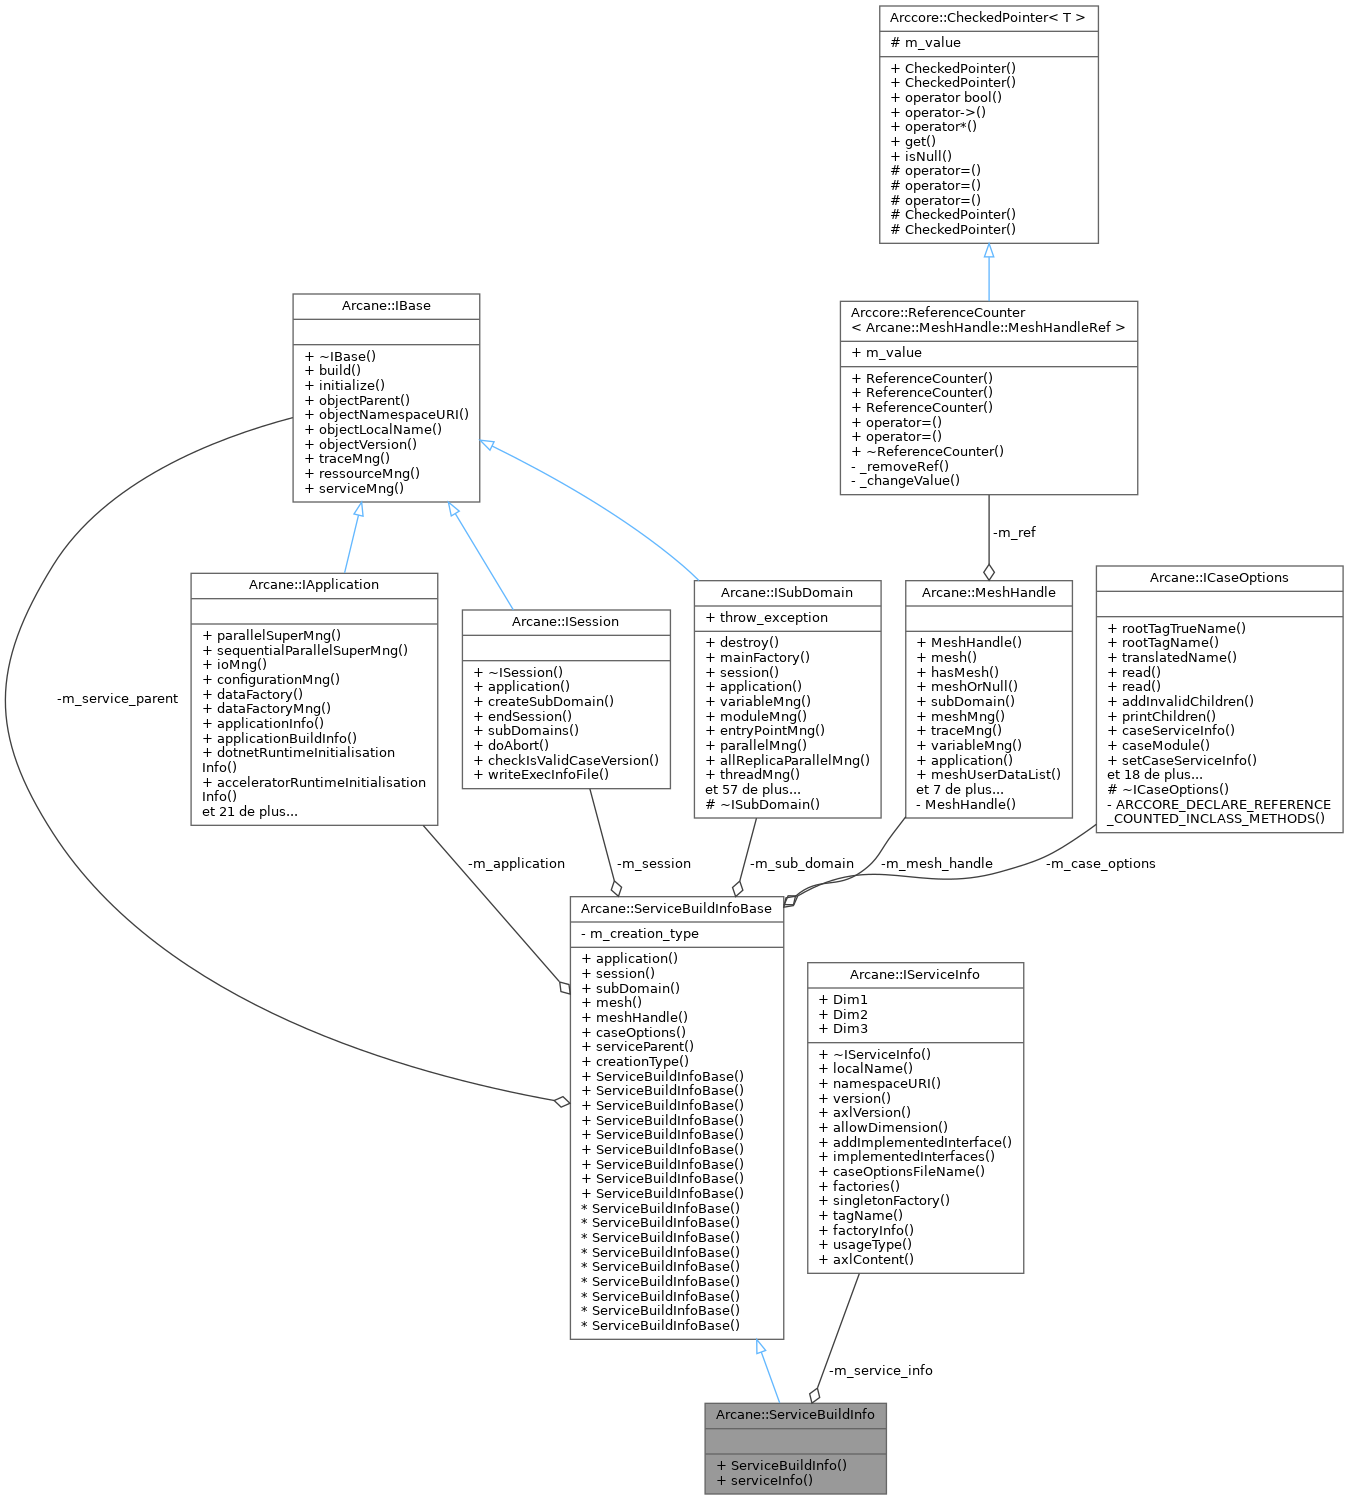 Arccore::CheckedPointer< T >
# m_value
+ CheckedPointer()
+ CheckedPointer()
+ operator bool()
+ operator->()
+ operator*()
+ get()
+ isNull()
# operator=()
# operator=()
# operator=()
# CheckedPointer()
# CheckedPointer()
Arcane::IBase
+ ~IBase()
+ build()
+ initialize()
+ objectParent()
+ objectNamespaceURI()
+ objectLocalName()
+ objectVersion()
+ traceMng()
+ ressourceMng()
+ serviceMng()
Arccore::ReferenceCounter
< Arcane::MeshHandle::MeshHandleRef >
+ m_value
+ ReferenceCounter()
+ ReferenceCounter()
+ ReferenceCounter()
+ operator=()
+ operator=()
+ ~ReferenceCounter()
- _removeRef()
- _changeValue()
-m_ref
-m_service_parent
Arcane::IApplication
+ parallelSuperMng()
+ sequentialParallelSuperMng()
+ ioMng()
+ configurationMng()
+ dataFactory()
+ dataFactoryMng()
+ applicationInfo()
+ applicationBuildInfo()
+ dotnetRuntimeInitialisation
Info()
+ acceleratorRuntimeInitialisation
Info()
et 21 de plus...
Arcane::ISession
+ ~ISession()
+ application()
+ createSubDomain()
+ endSession()
+ subDomains()
+ doAbort()
+ checkIsValidCaseVersion()
+ writeExecInfoFile()
Arcane::ISubDomain
+ throw_exception
+ destroy()
+ mainFactory()
+ session()
+ application()
+ variableMng()
+ moduleMng()
+ entryPointMng()
+ parallelMng()
+ allReplicaParallelMng()
+ threadMng()
et 57 de plus...
# ~ISubDomain()
Arcane::MeshHandle
+ MeshHandle()
+ mesh()
+ hasMesh()
+ meshOrNull()
+ subDomain()
+ meshMng()
+ traceMng()
+ variableMng()
+ application()
+ meshUserDataList()
et 7 de plus...
- MeshHandle()
Arcane::ICaseOptions
+ rootTagTrueName()
+ rootTagName()
+ translatedName()
+ read()
+ read()
+ addInvalidChildren()
+ printChildren()
+ caseServiceInfo()
+ caseModule()
+ setCaseServiceInfo()
et 18 de plus...
# ~ICaseOptions()
- ARCCORE_DECLARE_REFERENCE
_COUNTED_INCLASS_METHODS()
-m_application
-m_session
-m_sub_domain
-m_mesh_handle
-m_case_options
Arcane::ServiceBuildInfoBase
- m_creation_type
+ application()
+ session()
+ subDomain()
+ mesh()
+ meshHandle()
+ caseOptions()
+ serviceParent()
+ creationType()
+ ServiceBuildInfoBase()
+ ServiceBuildInfoBase()
+ ServiceBuildInfoBase()
+ ServiceBuildInfoBase()
+ ServiceBuildInfoBase()
+ ServiceBuildInfoBase()
+ ServiceBuildInfoBase()
+ ServiceBuildInfoBase()
+ ServiceBuildInfoBase()
* ServiceBuildInfoBase()
* ServiceBuildInfoBase()
* ServiceBuildInfoBase()
* ServiceBuildInfoBase()
* ServiceBuildInfoBase()
* ServiceBuildInfoBase()
* ServiceBuildInfoBase()
* ServiceBuildInfoBase()
* ServiceBuildInfoBase()
Arcane::IServiceInfo
+ Dim1
+ Dim2
+ Dim3
+ ~IServiceInfo()
+ localName()
+ namespaceURI()
+ version()
+ axlVersion()
+ allowDimension()
+ addImplementedInterface()
+ implementedInterfaces()
+ caseOptionsFileName()
+ factories()
+ singletonFactory()
+ tagName()
+ factoryInfo()
+ usageType()
+ axlContent()
-m_service_info
Arcane::ServiceBuildInfo
+ ServiceBuildInfo()
+ serviceInfo()